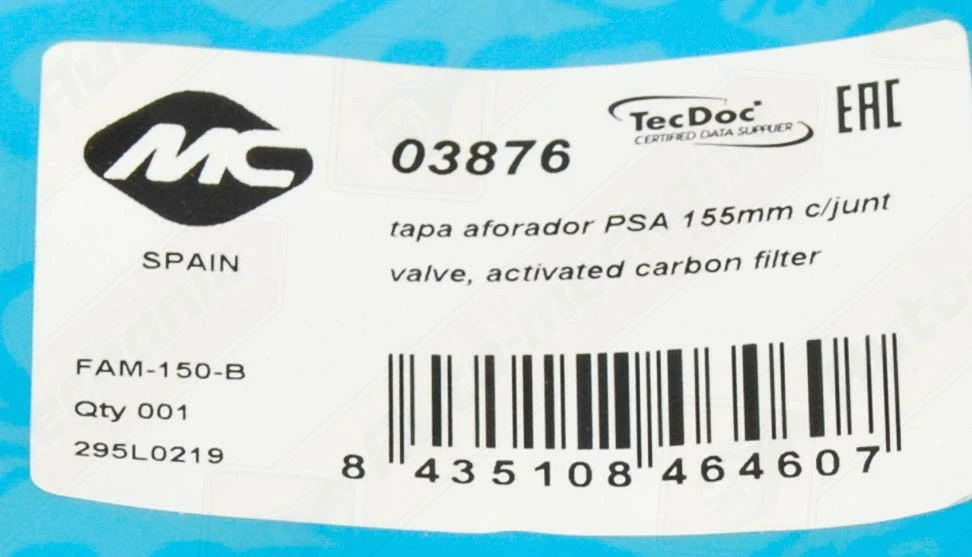 MC
SPAIN
03876
TecDoc
CERTIFIED DATA SUPPLIER
EAC
tapa aforador PSA 155mm c/junt
valve, activated carbon filter
FAM-150-B
Qty 001
295L0219
8 435108 464607